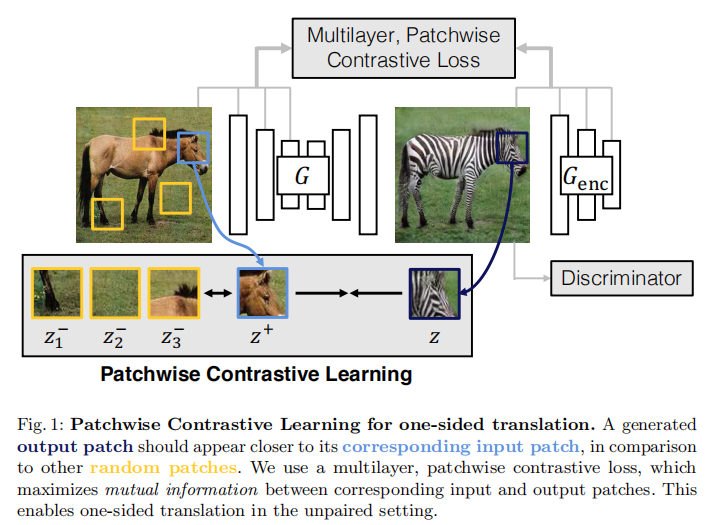 Multilayer, Patchwise
Contrastive Loss
G
G_enc
Discriminator
z_1^- z_2^- z_3^- z^+ z
Patchwise Contrastive Learning
Fig. 1: Patchwise Contrastive Learning for one-sided translation. A generated
output patch should appear closer to its corresponding input patch, in comparison
to other random patches. We use a multilayer, patchwise contrastive loss, which
maximizes mutual information between corresponding input and output patches. This
enables one-sided translation in the unpaired setting.